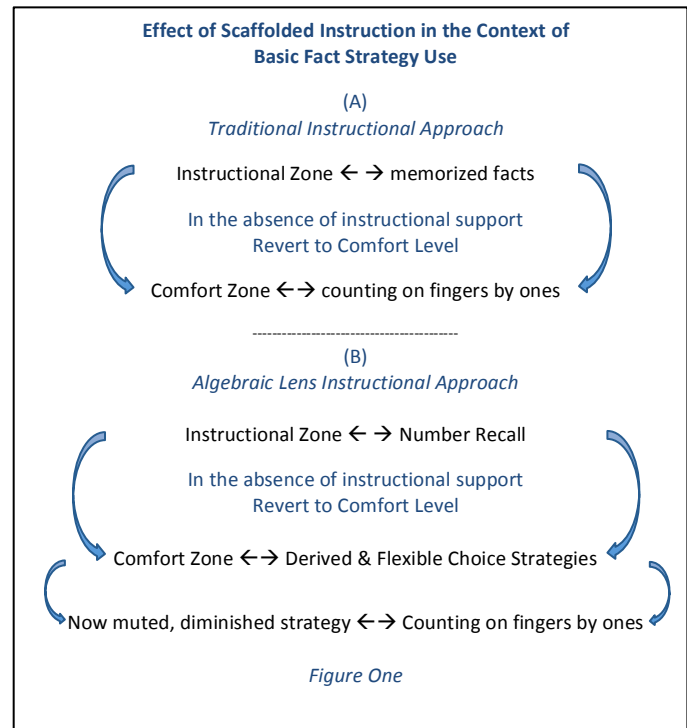 Effect of Scaffolded Instruction in the Context of
Basic Fact Strategy Use
(A)
Traditional Instructional Approach
Instructional Zone ← → memorized facts
In the absence of instructional support
Revert to Comfort Level
Comfort Zone ←→ counting on fingers by ones
--------------------------------------------
(B)
Algebraic Lens Instructional Approach
Instructional Zone ← → Number Recall
In the absence of instructional support
Revert to Comfort Level
Comfort Zone ←→ Derived & Flexible Choice Strategies
Now muted, diminished strategy ←→ Counting on fingers by ones
Figure One